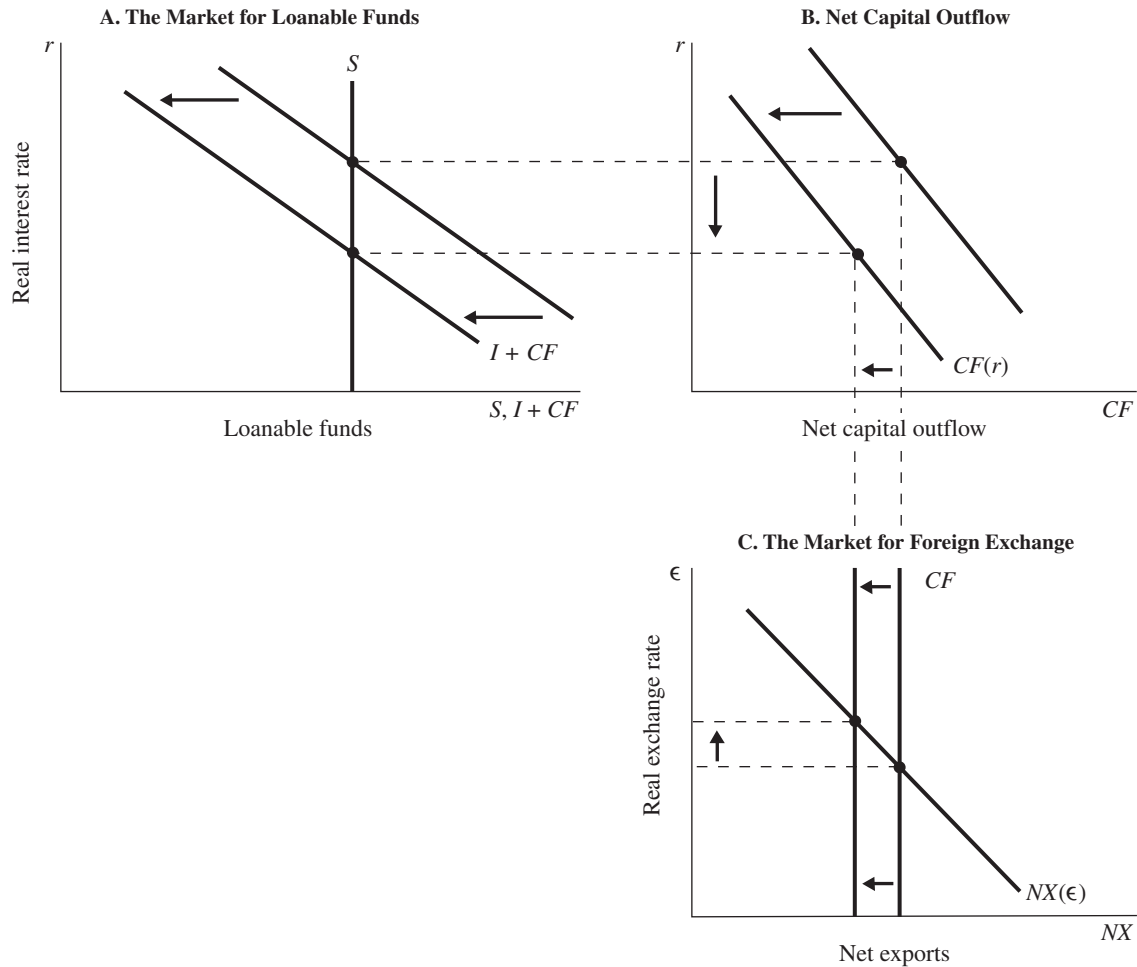 A. The Market for Loanable Funds
r
S
Real interest rate
I + CF
S, I + CF
Loanable funds
B. Net Capital Outflow
r
CF(r)
CF
Net capital outflow
C. The Market for Foreign Exchange
ϵ
CF
Real exchange rate
NX(ϵ)
NX
Net exports